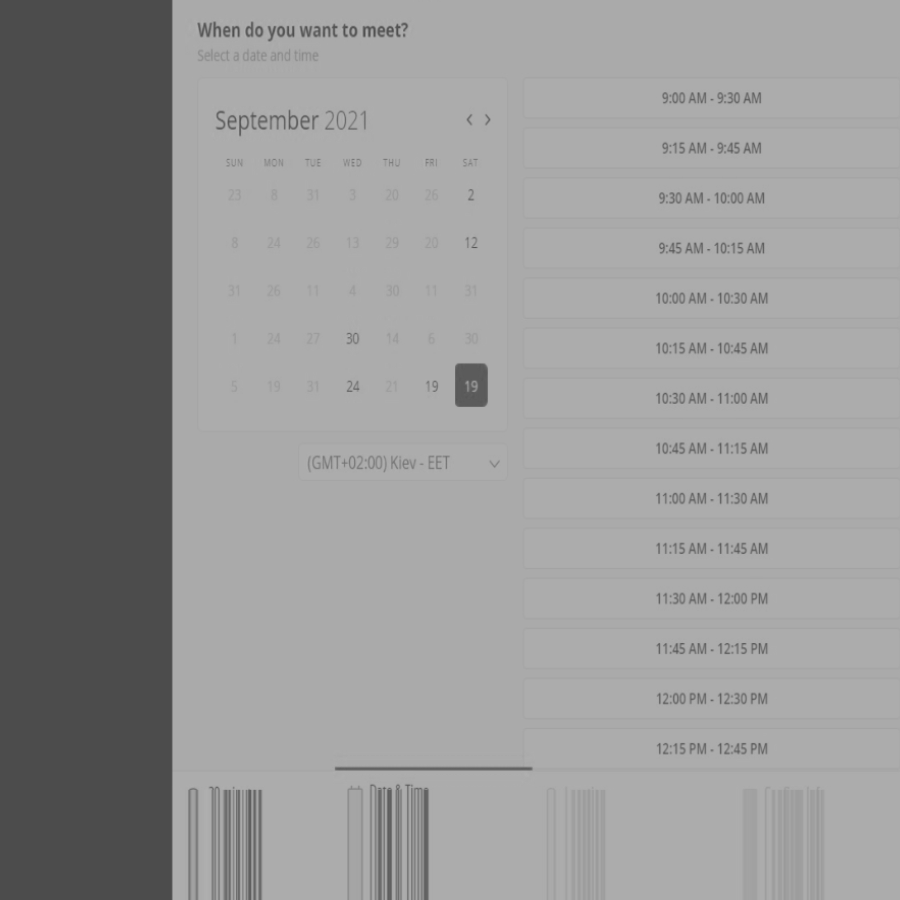 When do you want to meet?
Select a date and time
September 2021
SUN MON TUE WED THU FRI SAT
23 8 31 3 20 26 2
8 24 26 13 29 20 12
31 26 11 4 30 11 31
1 24 27 30 14 6 30
5 19 31 24 21 19 19
(GMT+02:00) Kiev - EET
9:00 AM - 9:30 AM
9:15 AM - 9:45 AM
9:30 AM - 10:00 AM
9:45 AM - 10:15 AM
10:00 AM - 10:30 AM
10:15 AM - 10:45 AM
10:30 AM - 11:00 AM
10:45 AM - 11:15 AM
11:00 AM - 11:30 AM
11:15 AM - 11:45 AM
11:30 AM - 12:00 PM
11:45 AM - 12:15 PM
12:00 PM - 12:30 PM
12:15 PM - 12:45 PM
Date & Time